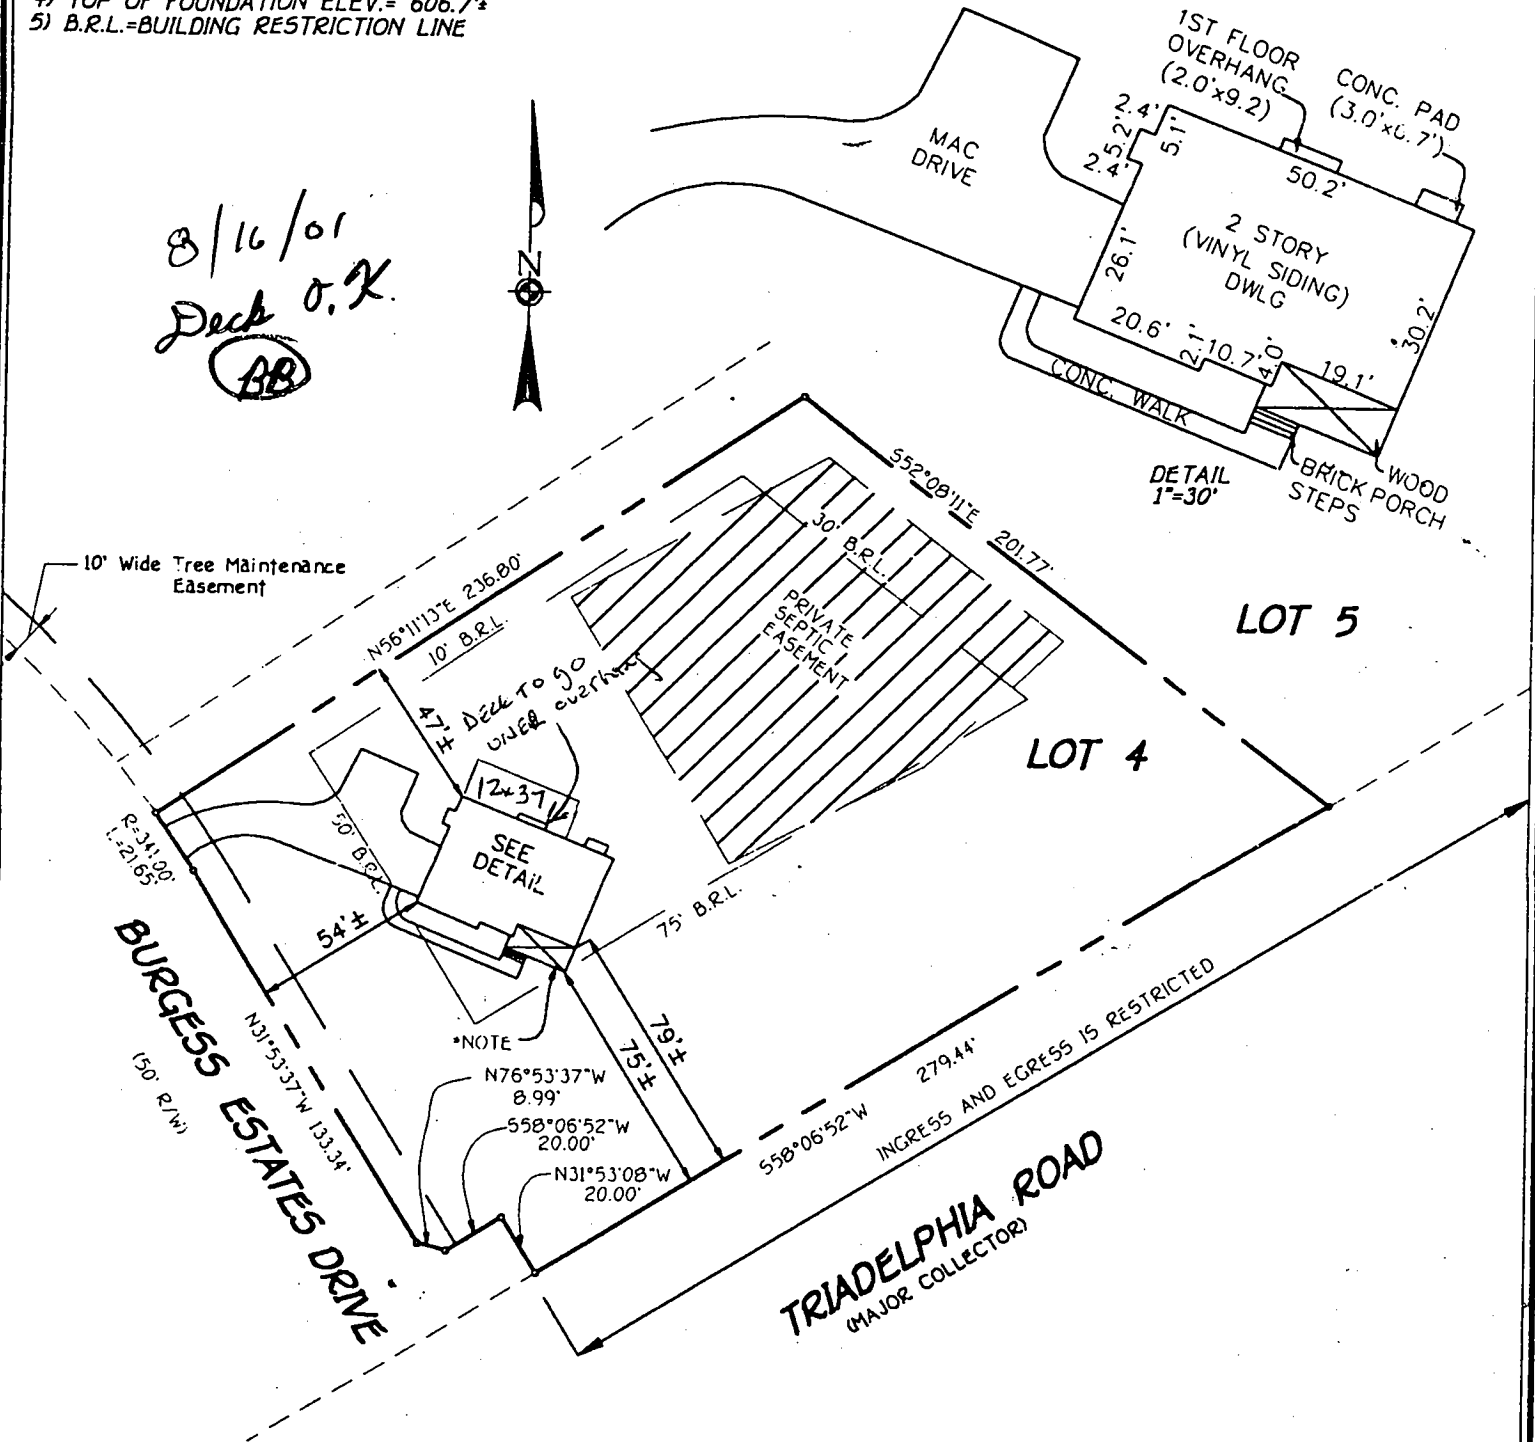 4) TOP OF FOUNDATION ELEV.= 606.7'±
5) B.R.L.=BUILDING RESTRICTION LINE
1ST FLOOR
OVERHANG
(2.0'x9.2)
CONC. PAD
MAC
DRIVE
2.4'
5.2'
2.4'
5.1'
50.2'
2 STORY
(VINYL SIDING)
DWLG
26.1'
30.2'
20.6'
2.1'
10.7'
4.0'
19.1'
CONC. WALK
DETAIL
1"=30'
BRICK
STEPS
WOOD
PORCH
8/16/01
Deck O.K.
BB
N
10' Wide Tree Maintenance
Easement
N56°11'13"E 236.80'
10' B.R.L.
S52°08'11"E 201.77'
30' B.R.L.
PRIVATE
SEPTIC
EASEMENT
LOT 5
LOT 4
47'±
DECK TO GO
UNER overhang
12x37
SEE
DETAIL
50' B.R.L.
R=341.00'
L=21.65'
54'±
75' B.R.L.
BURGESS ESTATES DRIVE
(50' R/W)
N31°53'37"W 133.34'
*NOTE
79'±
75'±
N76°53'37"W
8.99'
S58°06'52"W
20.00'
N31°53'08"W
20.00'
S58°06'52"W 279.44'
INGRESS AND EGRESS IS RESTRICTED
TRIADELPHIA ROAD
(MAJOR COLLECTOR)